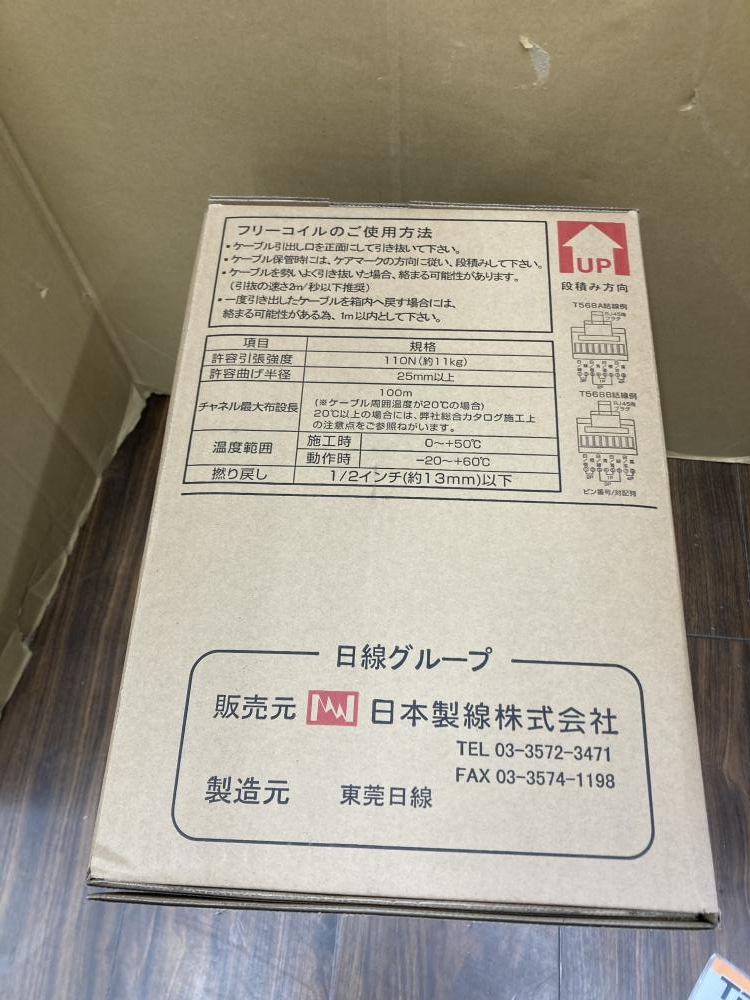 フリーコイルのご使用方法
・ケーブル引出し口を正面にして引き抜いて下さい。
・ケーブル保管時には、ケアマークの方向に従い、段積みして下さい。
・ケーブルを勢いよく引き抜いた場合、絡まる可能性があります。
（引抜の速さ2m/秒以下推奨）
・一度引き出したケーブルを箱内へ戻す場合には、
絡まる可能性がある為、1m以内として下さい。
UP
段積み方向
T568A結線例
RJ45用
プラグ
T568B結線例
RJ45用
プラグ
ピン番号/対配列
項目 規格
許容引張強度 110N(約11kg)
許容曲げ半径 25mm以上
チャネル最大布設長 100m
(※ケーブル周囲温度が20℃の場合)
20℃以上の場合には、弊社総合カタログ施工上
の注意点をご参照ねがいます。
温度範囲 施工時 0～+50℃
動作時 -20～+60℃
撚り戻し 1/2インチ(約13mm)以下
日線グループ
販売元 日本製線株式会社
TEL 03-3572-3471
FAX 03-3574-1198
製造元 東莞日線